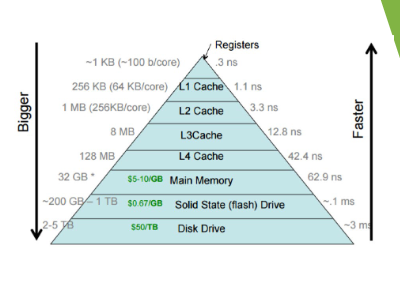 Registers
~1 KB (~100 b/core) .3 ns
256 KB (64 KB/core) L1 Cache 1.1 ns
1 MB (256KB/core) L2 Cache 3.3 ns
8 MB L3Cache 12.8 ns
128 MB L4 Cache 42.4 ns
32 GB * $5-10/GB Main Memory 62.9 ns
~200 GB – 1 TB $0.67/GB Solid State (flash) Drive ~.1 ms
2-5 TB $50/TB Disk Drive ~3 ms
Bigger
Faster